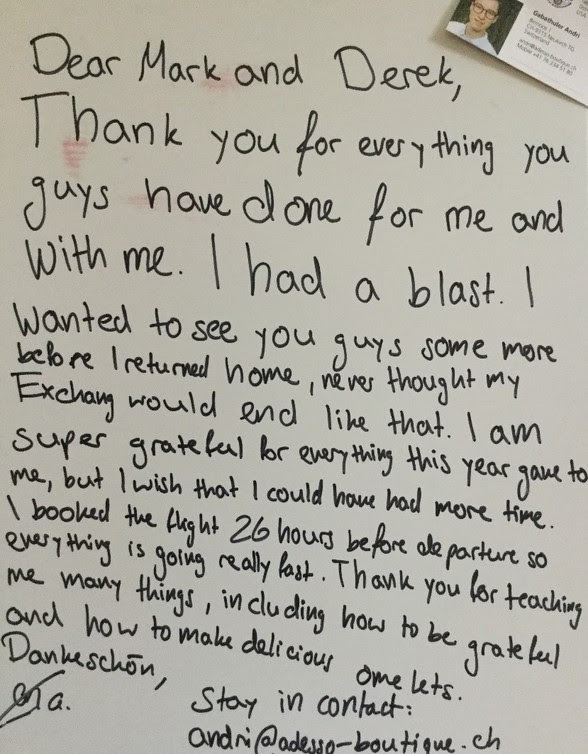 Gabathuler Andri
Switzerland
Dear Mark and Derek,
Thank you for everything you
guys have done for me and
With me. I had a blast. I
Wanted to see you guys some more
before I returned home, never thought my
Exchang would end like that. I am
super grateful for everything this year gave to
me, but I wish that I could have had more time.
I booked the flight 26 hours before departure so
everything is going really fast. Thank you for teaching
me many things, including how to be grateful
and how to make delicious omelets.
Dankeschön,
Stay in contact:
andri@adesso-boutique.ch